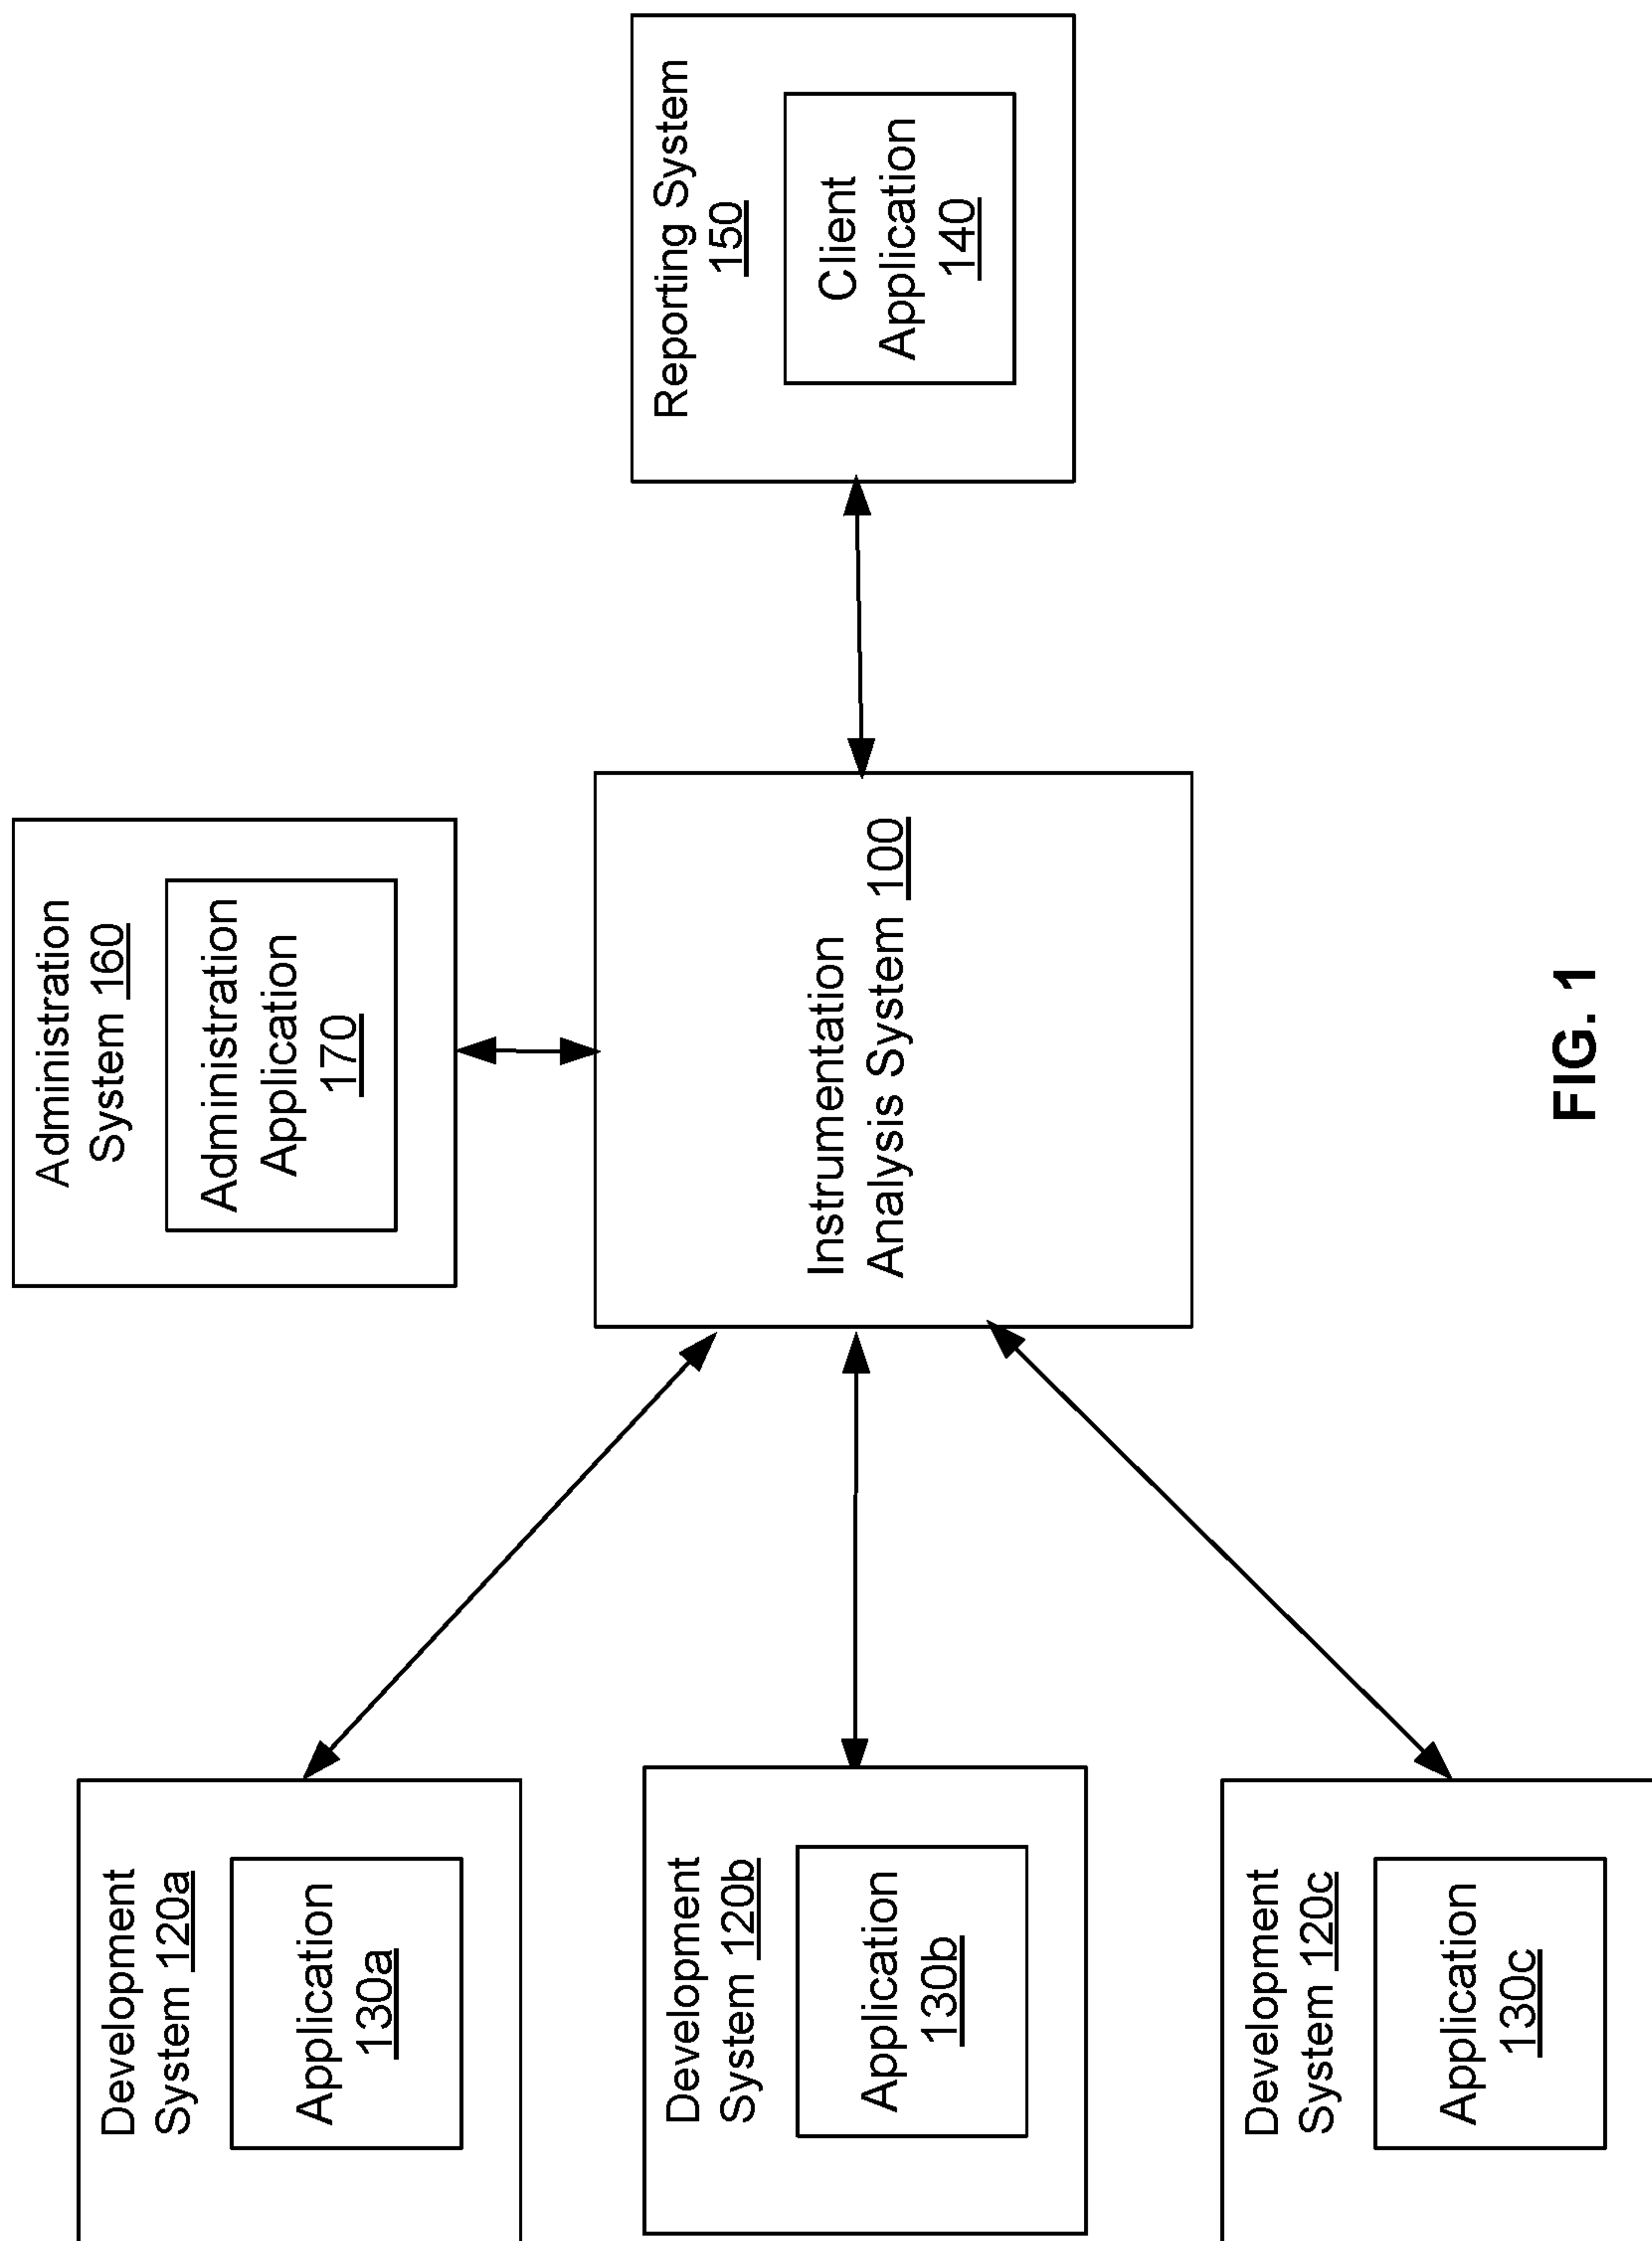 Development
System 120a
Application
130a
Development
System 120b
Application
130b
Development
System 120c
Application
130c
Administration
System 160
Administration
Application
170
Instrumentation
Analysis System 100
Reporting System
150
Client
Application
140
FIG. 1